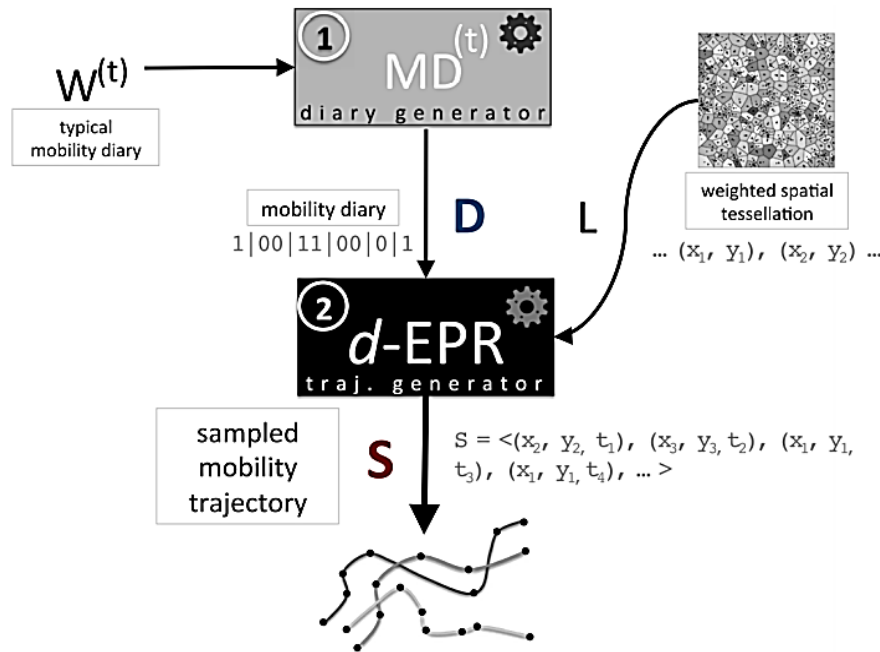 1
MD(t)
diary generator
W(t)
typical
mobility diary
weighted spatial
tessellation
… (x1, y1), (x2, y2) …
mobility diary
1|00|11|00|0|1
D
L
2
d-EPR
traj. generator
sampled
mobility
trajectory
S
S = <(x2, y2, t1), (x3, y3, t2), (x1, y1,
t3), (x1, y1, t4), … >